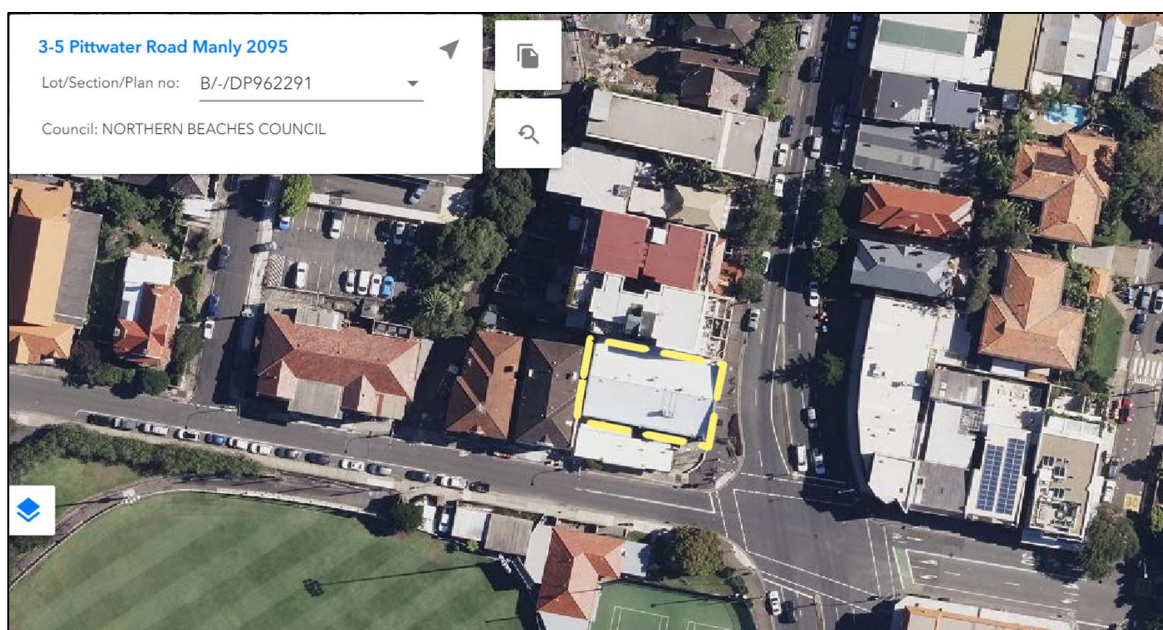 3-5 Pittwater Road Manly 2095
Lot/Section/Plan no: B/-/DP962291
Council: NORTHERN BEACHES COUNCIL